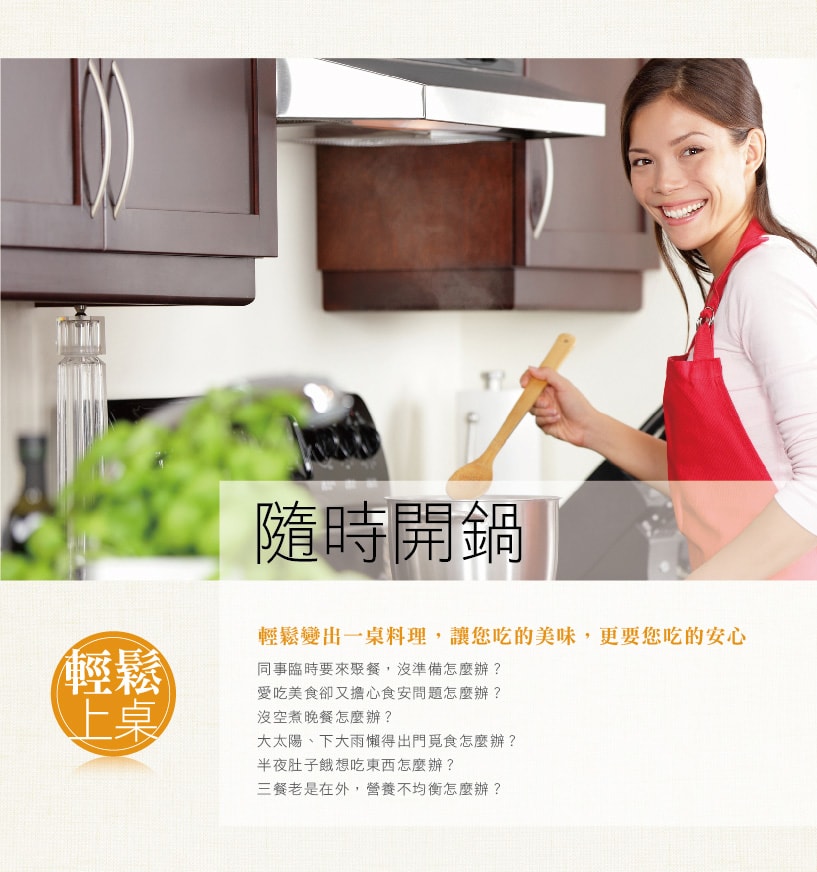 隨時開鍋
輕鬆
上桌
輕鬆變出一桌料理，讓您吃的美味，更要您吃的安心
同事臨時要來聚餐，沒準備怎麼辦？
愛吃美食卻又擔心食安問題怎麼辦？
沒空煮晚餐怎麼辦？
大太陽、下大雨懶得出門覓食怎麼辦？
半夜肚子餓想吃東西怎麼辦？
三餐老是在外，營養不均衡怎麼辦？